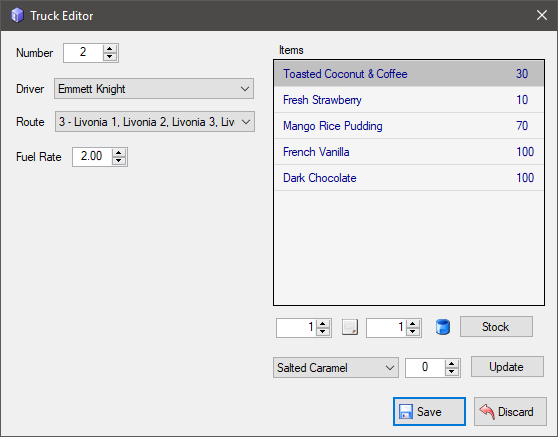 Truck Editor
Number 2
Driver Emmett Knight
Route 3 - Livonia 1, Livonia 2, Livonia 3, Liv
Fuel Rate 2.00
Items
Toasted Coconut & Coffee 30
Fresh Strawberry 10
Mango Rice Pudding 70
French Vanilla 100
Dark Chocolate 100
1 1 Stock
Salted Caramel 0 Update
Save Discard